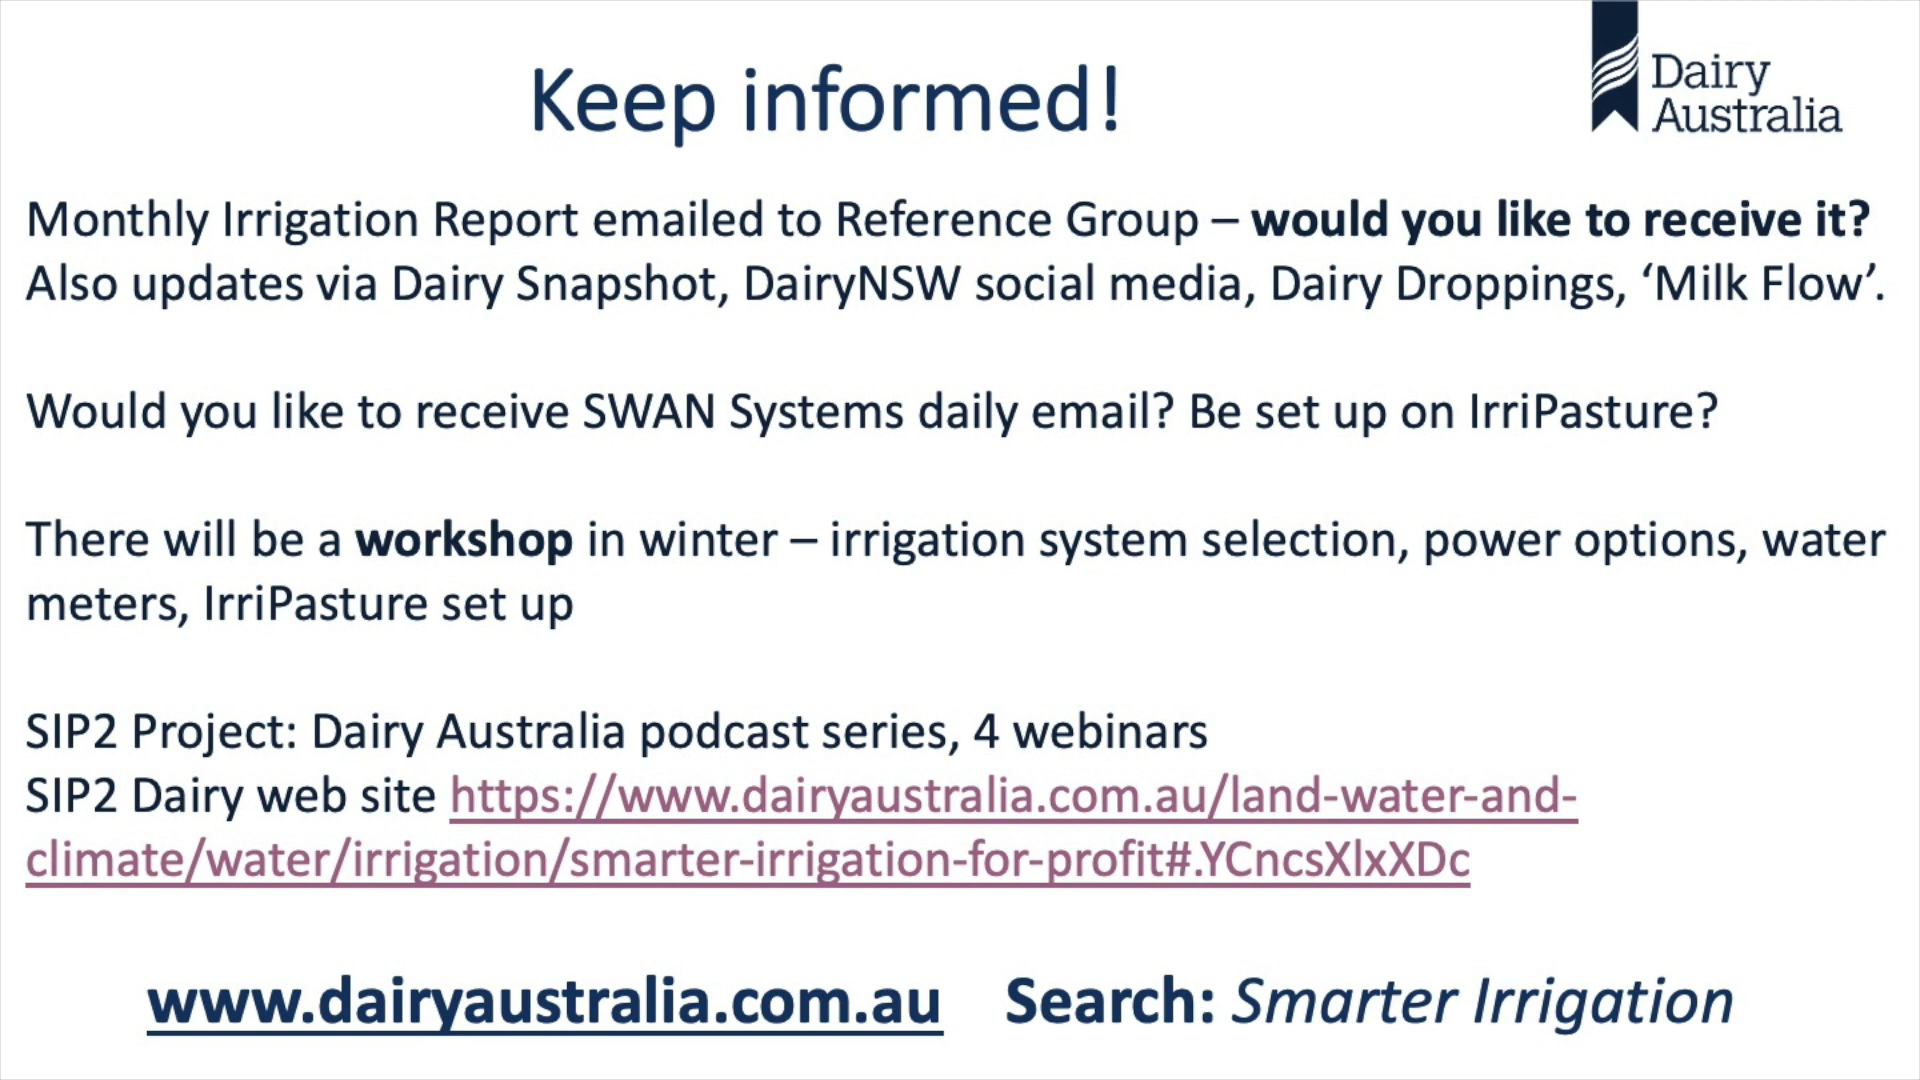 Keep informed!
Dairy
Australia
Monthly Irrigation Report emailed to Reference Group – would you like to receive it?
Also updates via Dairy Snapshot, DairyNSW social media, Dairy Droppings, ‘Milk Flow’.
Would you like to receive SWAN Systems daily email? Be set up on IrriPasture?
There will be a workshop in winter – irrigation system selection, power options, water
meters, IrriPasture set up
SIP2 Project: Dairy Australia podcast series, 4 webinars
SIP2 Dairy web site https://www.dairyaustralia.com.au/land-water-and-
climate/water/irrigation/smarter-irrigation-for-profit#.YCncsXlxXDc
www.dairyaustralia.com.au Search: Smarter Irrigation